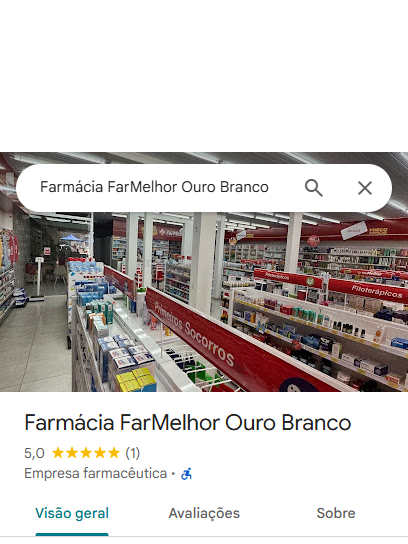 Farmácia FarMelhor Ouro Branco
Fitoterápicos
Fitoterápicos
Primeiros Socorros
Farmácia FarMelhor Ouro Branco
5,0 (1)
Empresa farmacêutica ·
Visão geral
Avaliações
Sobre